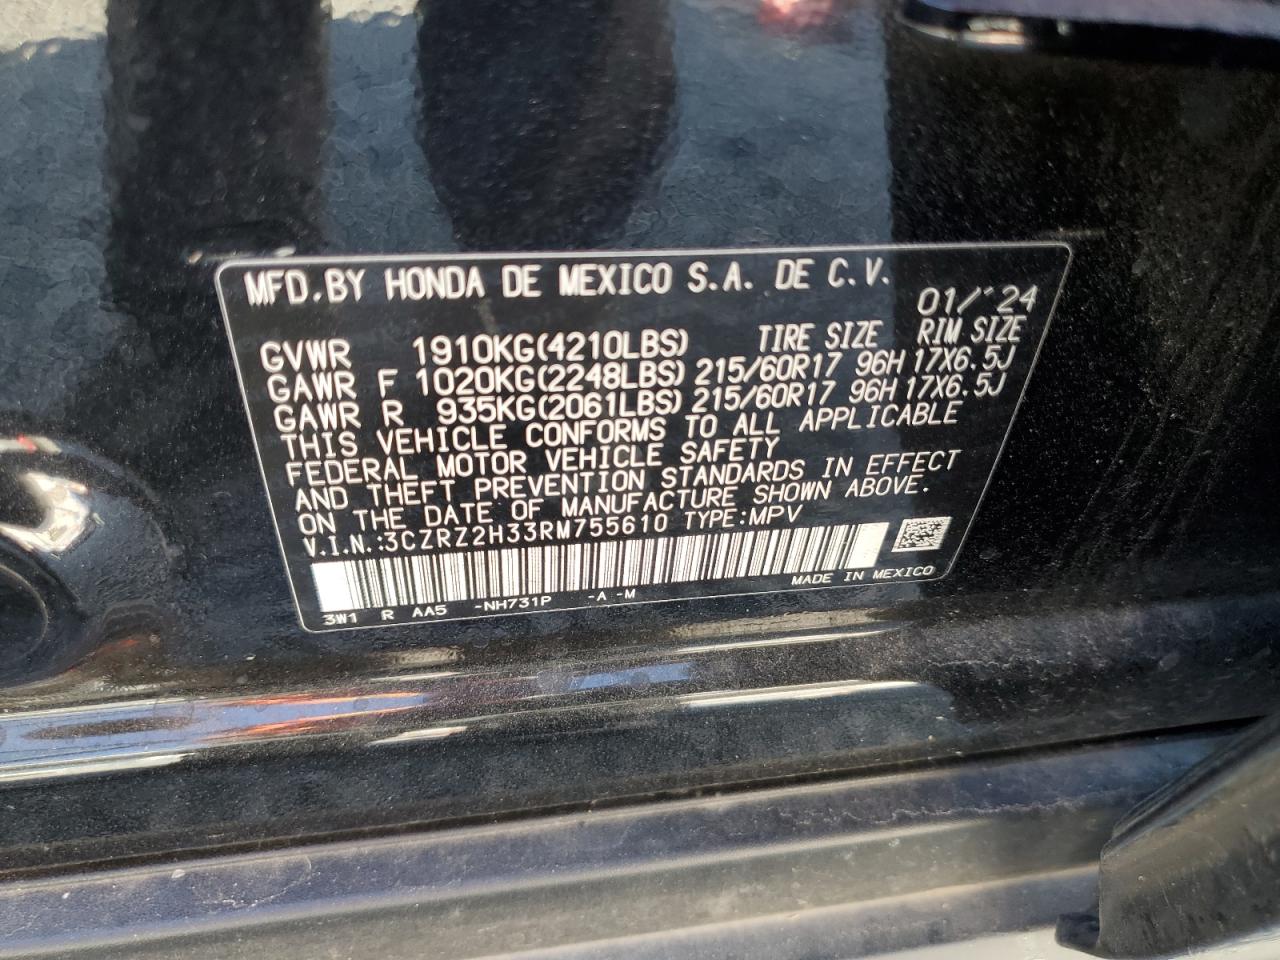 MFD.BY HONDA DE MEXICO S.A. DE C.V.
01/'24
GVWR 1910KG(4210LBS) TIRE SIZE RIM SIZE
GAWR F 1020KG(2248LBS) 215/60R17 96H 17X6.5J
GAWR R 935KG(2061LBS) 215/60R17 96H 17X6.5J
THIS VEHICLE CONFORMS TO ALL APPLICABLE
FEDERAL MOTOR VEHICLE SAFETY
AND THEFT PREVENTION STANDARDS IN EFFECT
ON THE DATE OF MANUFACTURE SHOWN ABOVE.
V.I.N.:3CZRZ2H33RM755610 TYPE:MPV
MADE IN MEXICO
3W1 R AA5 -NH731P -A -M